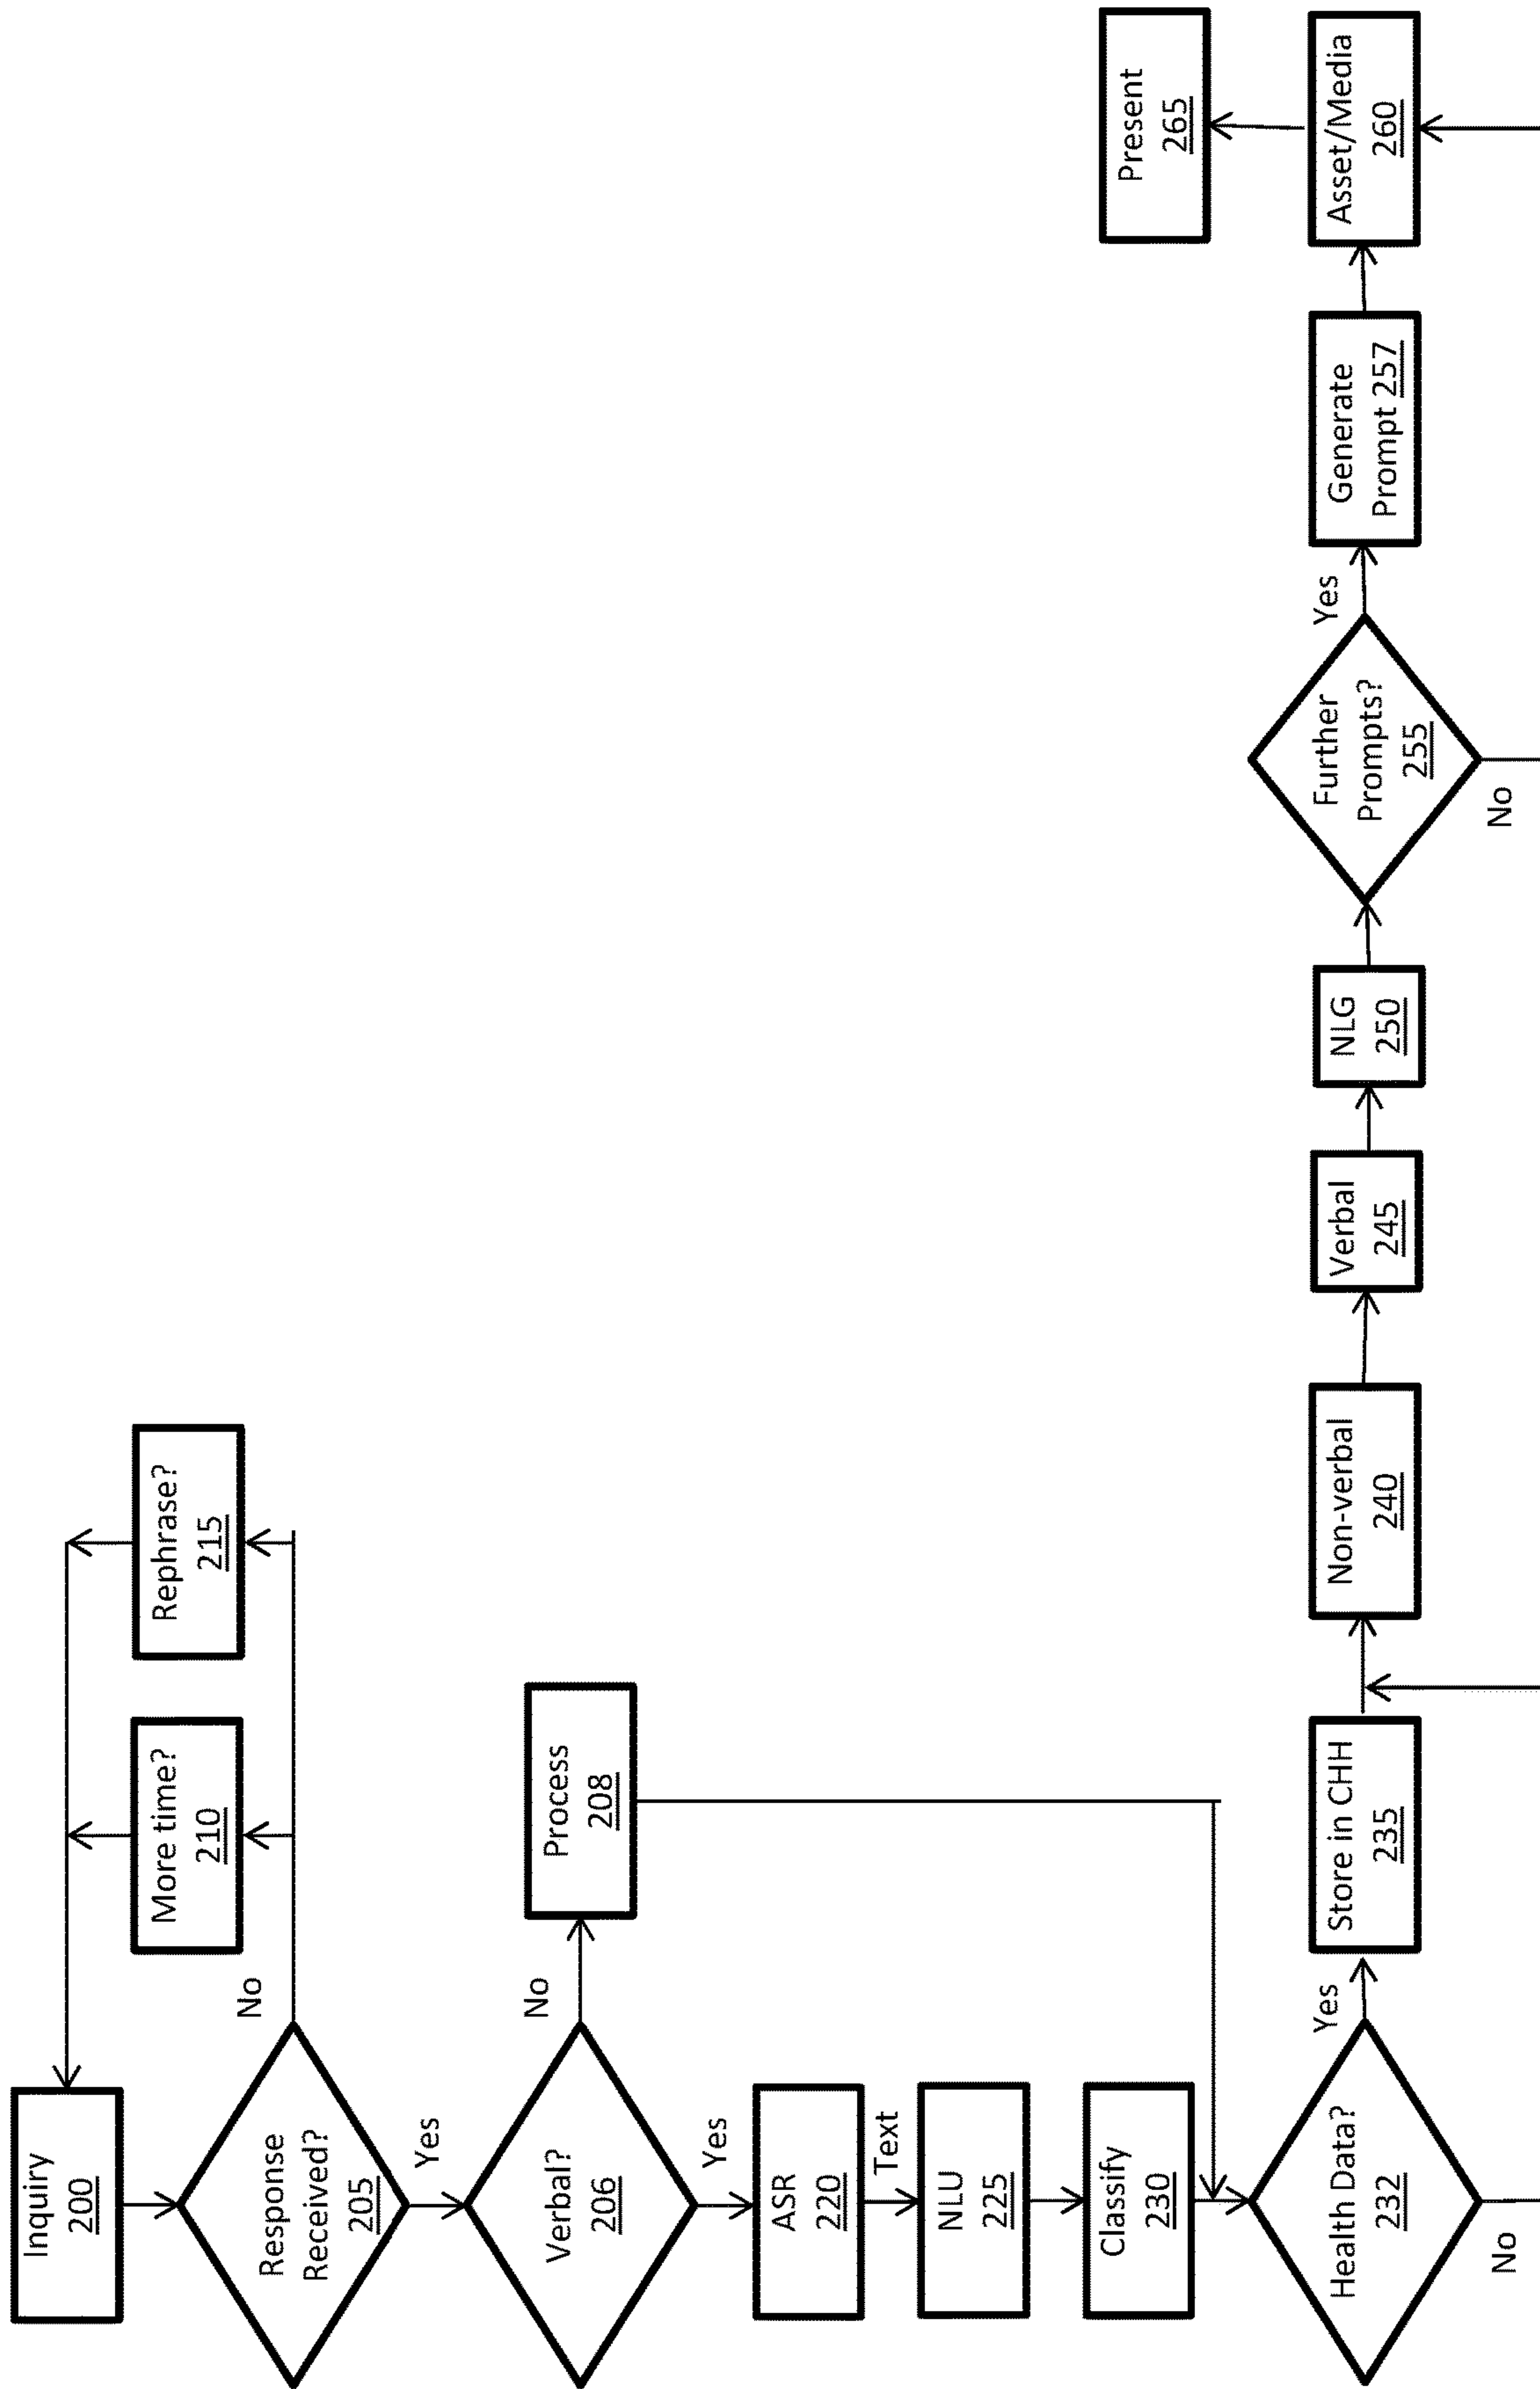 Inquiry
200
Response
Received?
205
No
More time?
210
Rephrase?
215
Yes
Verbal?
206
No
Process
208
Yes
ASR
220
Text
NLU
225
Classify
230
Health Data?
232
No
Yes
Store in CHH
235
Non-verbal
240
Verbal
245
NLG
250
Further
Prompts?
255
No
Yes
Generate
Prompt 257
Asset/Media
260
Present
265